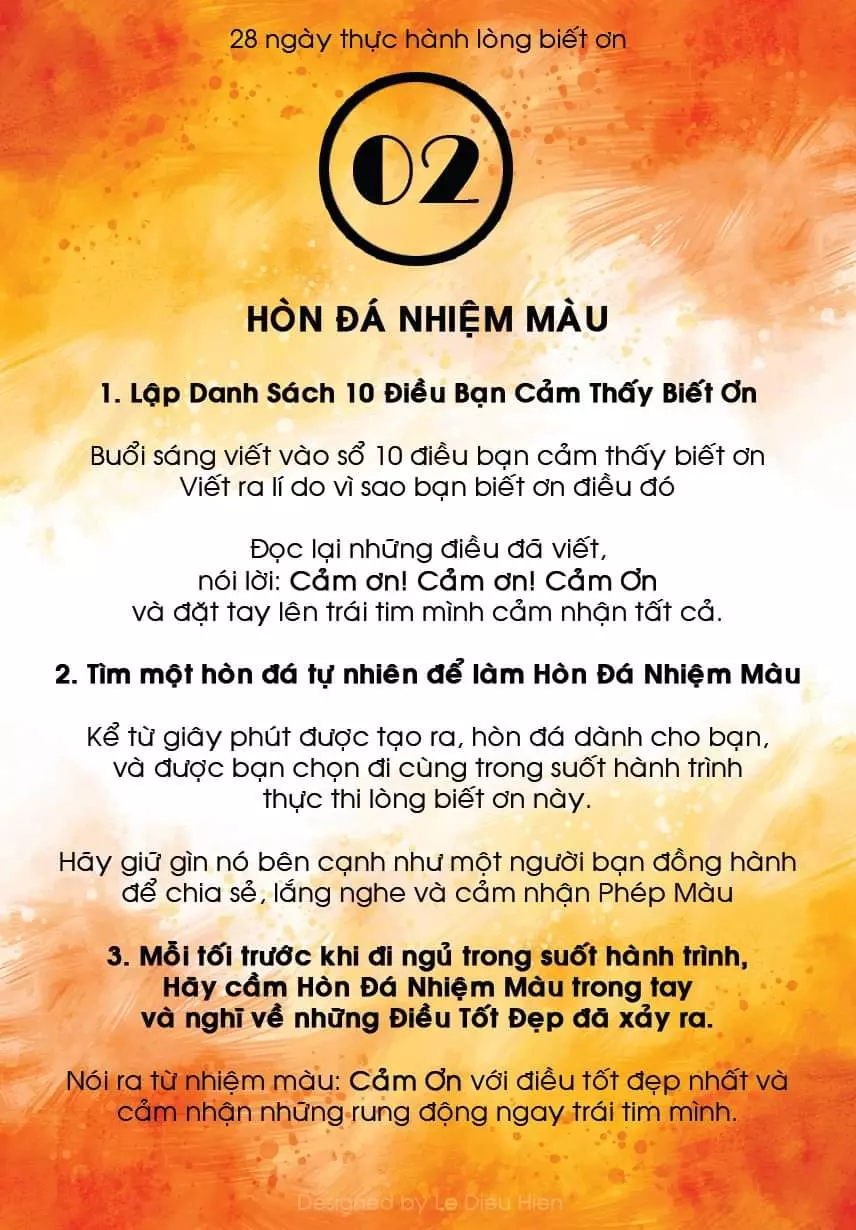 28 ngày thực hành lòng biết ơn
02
HÒN ĐÁ NHIỆM MÀU
1. Lập Danh Sách 10 Điều Bạn Cảm Thấy Biết Ơn
Buổi sáng viết vào sổ 10 điều bạn cảm thấy biết ơn
Viết ra lí do vì sao bạn biết ơn điều đó
Đọc lại những điều đã viết,
nói lời: Cảm ơn! Cảm ơn! Cảm Ơn
và đặt tay lên trái tim mình cảm nhận tất cả.
2. Tìm một hòn đá tự nhiên để làm Hòn Đá Nhiệm Màu
Kể từ giây phút được tạo ra, hòn đá dành cho bạn,
và được bạn chọn đi cùng trong suốt hành trình
thực thi lòng biết ơn này.
Hãy giữ gìn nó bên cạnh như một người bạn đồng hành
để chia sẻ, lắng nghe và cảm nhận Phép Màu
3. Mỗi tối trước khi đi ngủ trong suốt hành trình,
Hãy cầm Hòn Đá Nhiệm Màu trong tay
và nghĩ về những Điều Tốt Đẹp đã xảy ra.
Nói ra từ nhiệm màu: Cảm Ơn với điều tốt đẹp nhất và
cảm nhận những rung động ngay trái tim mình.
Designed by Le Dieu Hien